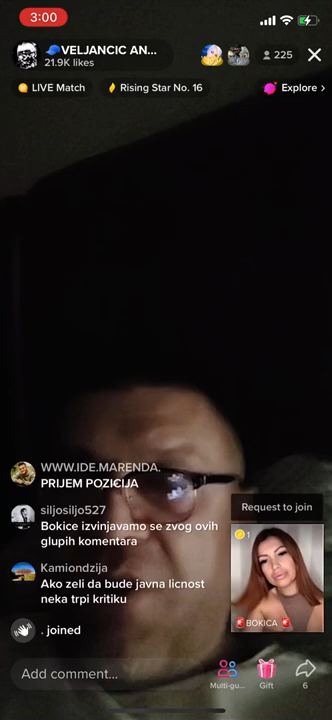 3:00
VELJANCIC AN...
21.9K likes
225
LIVE Match
Rising Star No. 16
Explore >
WWW.IDE.MARENDA.
PRIJEM POZICIJA
siljosiljo527
Bokice izvinjavamo se zvog ovih
glupih komentara
Request to join
1
Kamiondzija
Ako zeli da bude javna licnost
neka trpi kritiku
BOKICA
. joined
Add comment...
Multi-gu...
Gift
6